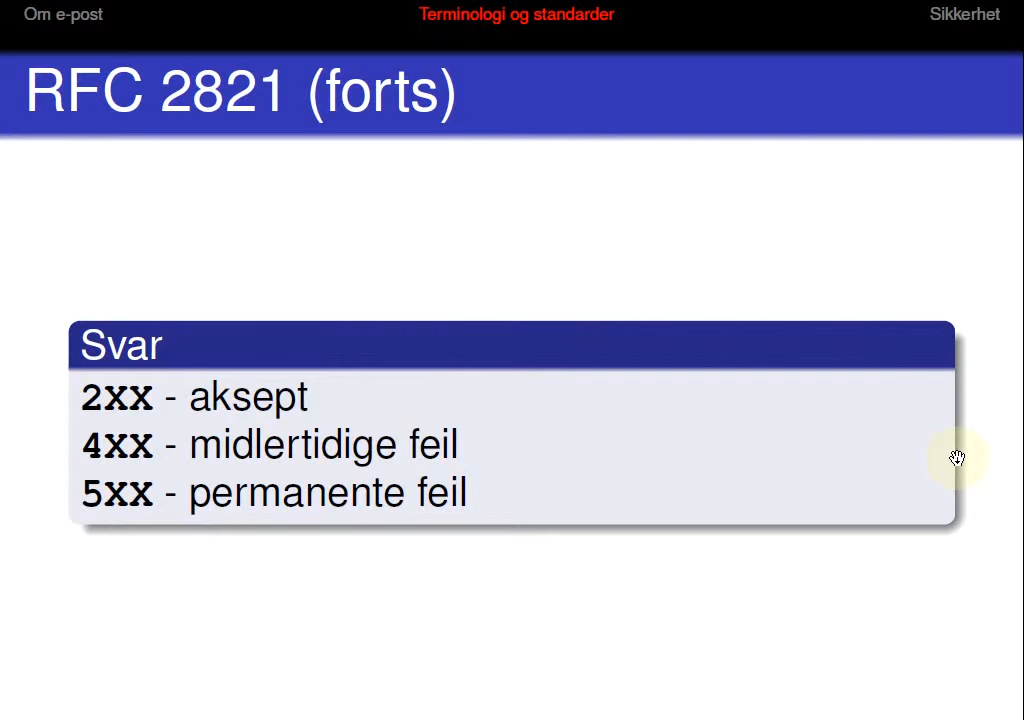 Om e-post
Terminologi og standarder
Sikkerhet
RFC 2821 (forts)
Svar
2XX - aksept
4XX - midlertidige feil
5XX - permanente feil